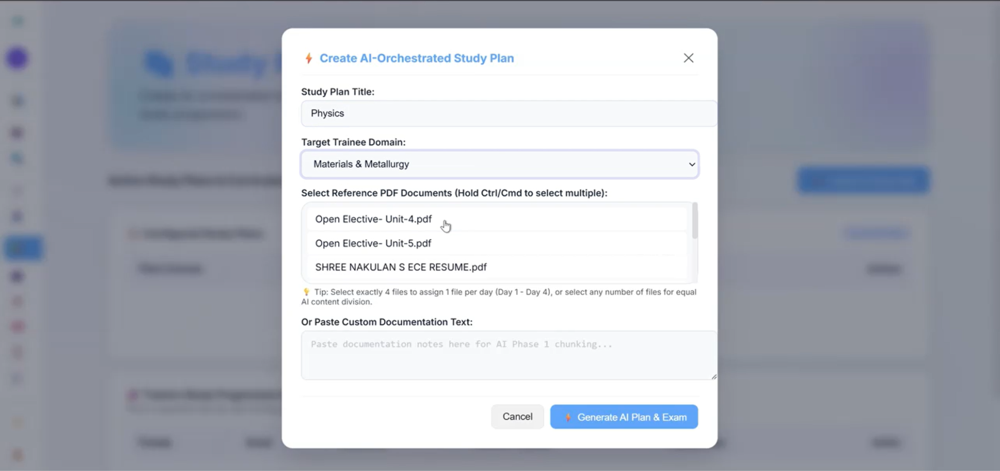 Create AI-Orchestrated Study Plan
Study Plan Title:
Physics
Target Trainee Domain:
Materials & Metallurgy
Select Reference PDF Documents (Hold Ctrl/Cmd to select multiple):
Open Elective- Unit-4.pdf
Open Elective- Unit-5.pdf
SHREE NAKULAN S ECE RESUME.pdf
Tip: Select exactly 4 files to assign 1 file per day (Day 1 - Day 4), or select any number of files for equal
AI content division.
Or Paste Custom Documentation Text:
Paste documentation notes here for AI Phase 1 chunking...
Cancel
Generate AI Plan & Exam
Study